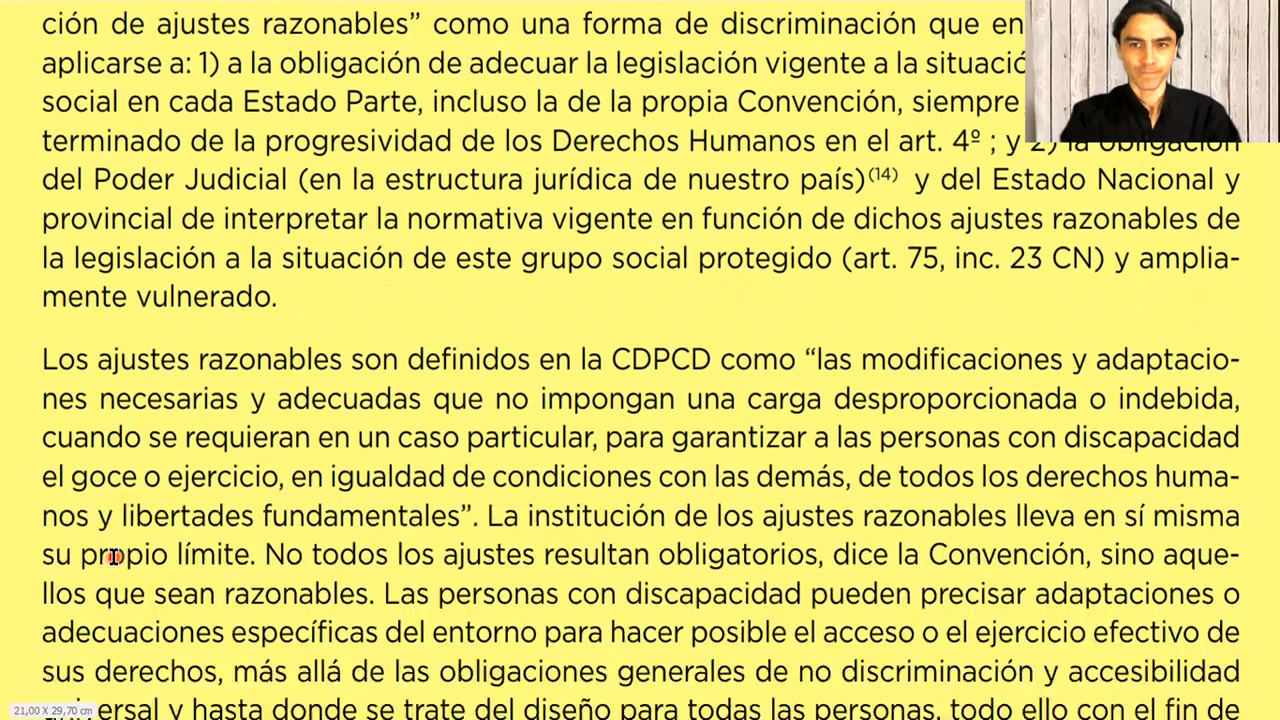 ción de ajustes razonables” como una forma de discriminación que en
aplicarse a: 1) a la obligación de adecuar la legislación vigente a la situació
social en cada Estado Parte, incluso la de la propia Convención, siempre
terminado de la progresividad de los Derechos Humanos en el art. 4º ; y 2) la obligación
del Poder Judicial (en la estructura jurídica de nuestro país)(14) y del Estado Nacional y
provincial de interpretar la normativa vigente en función de dichos ajustes razonables de
la legislación a la situación de este grupo social protegido (art. 75, inc. 23 CN) y amplia-
mente vulnerado.
Los ajustes razonables son definidos en la CDPCD como “las modificaciones y adaptacio-
nes necesarias y adecuadas que no impongan una carga desproporcionada o indebida,
cuando se requieran en un caso particular, para garantizar a las personas con discapacidad
el goce o ejercicio, en igualdad de condiciones con las demás, de todos los derechos huma-
nos y libertades fundamentales”. La institución de los ajustes razonables lleva en sí misma
su propio límite. No todos los ajustes resultan obligatorios, dice la Convención, sino aque-
llos que sean razonables. Las personas con discapacidad pueden precisar adaptaciones o
adecuaciones específicas del entorno para hacer posible el acceso o el ejercicio efectivo de
sus derechos, más allá de las obligaciones generales de no discriminación y accesibilidad
universal y hasta donde se trate del diseño para todas las personas, todo ello con el fin de
21,00 X 29,70 cm